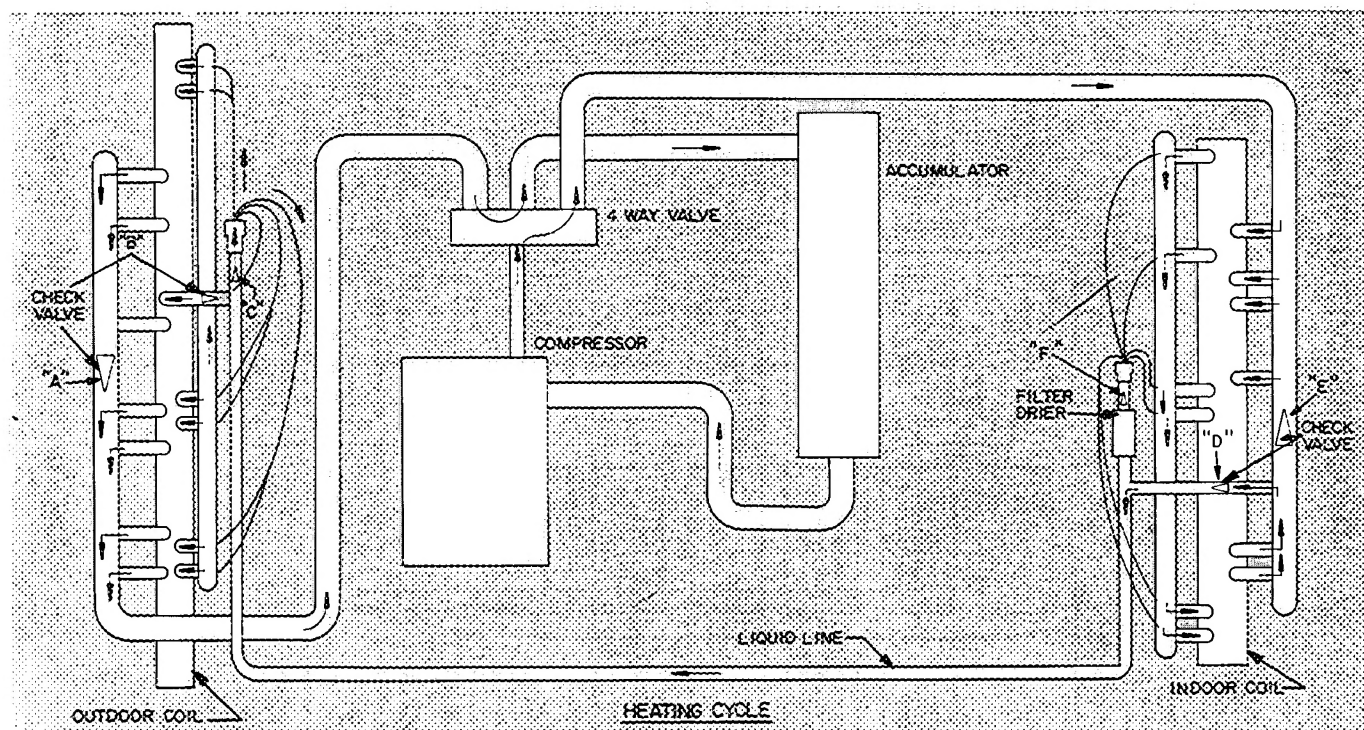 ACCUMULATOR
4 WAY VALVE
"B"
CHECK
VALVE
"C"
"A"
COMPRESSOR
"F"
FILTER
DRIER
"E"
"D"
CHECK
VALVE
LIQUID LINE
INDOOR COIL
OUTDOOR COIL
HEATING CYCLE